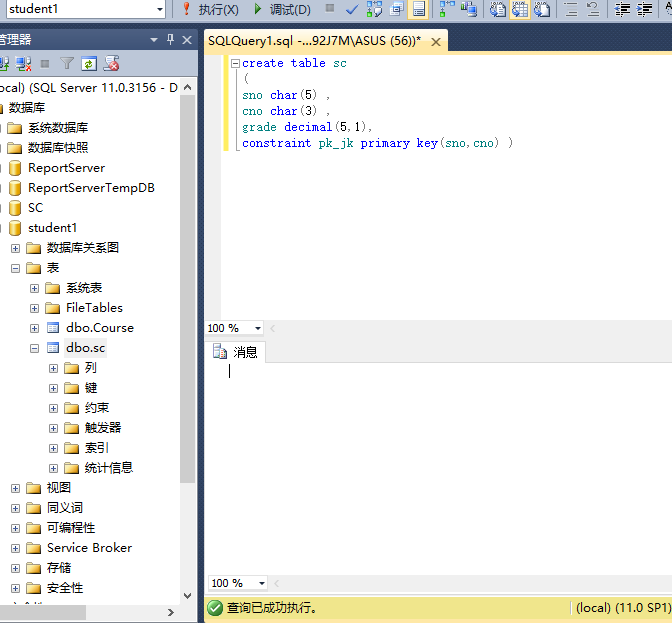 student1
执行(X)
调试(D)
管理器
SQLQuery1.sql -...92J7M\ASUS (56))*
ocal) (SQL Server 11.0.3156 - D
数据库
系统数据库
数据库快照
ReportServer
ReportServerTempDB
SC
student1
数据库关系图
表
系统表
FileTables
dbo.Course
dbo.sc
列
键
约束
触发器
索引
统计信息
视图
同义词
可编程性
Service Broker
存储
安全性
create table sc
(
sno char(5) ,
cno char(3) ,
grade decimal(5,1),
constraint pk_jk primary key(sno,cno) )
100 %
消息
100 %
查询已成功执行。
(local) (11.0 SP1)